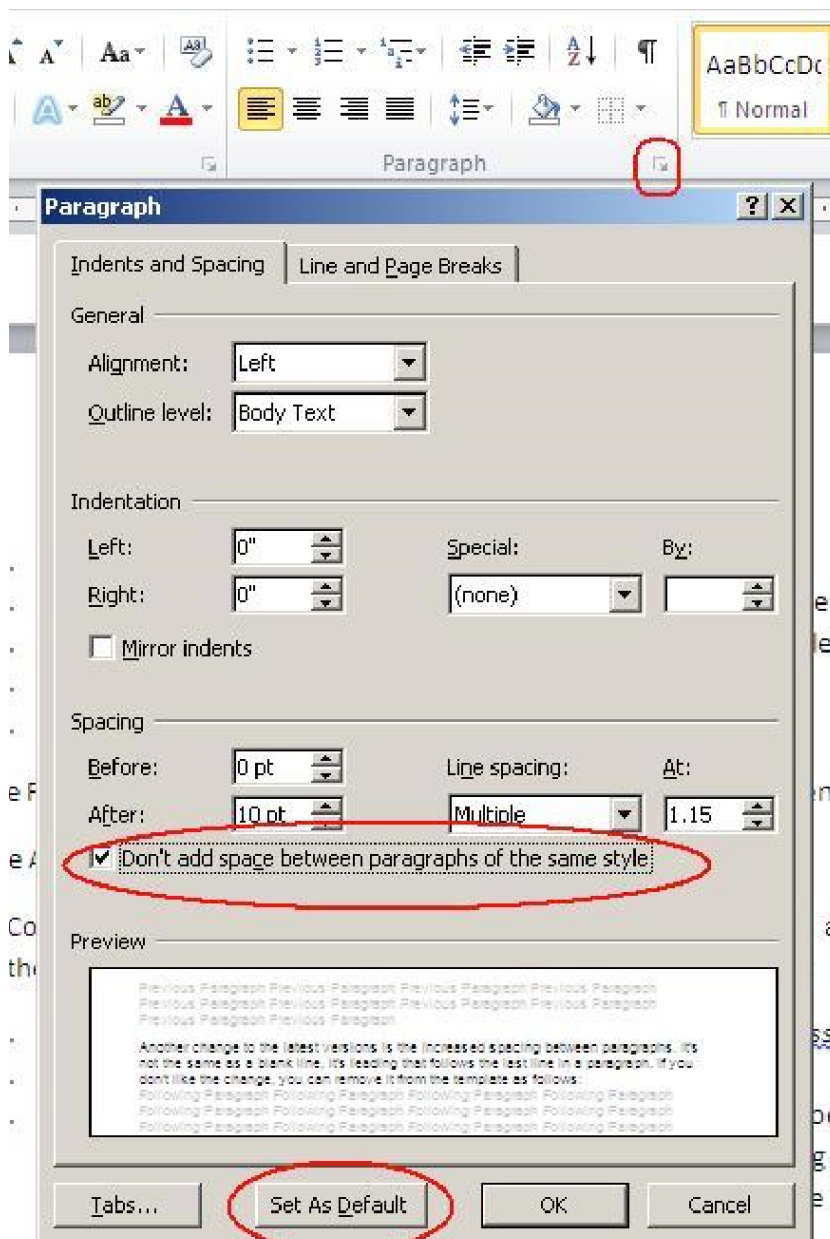 A A Aa
A ab A
AaBbCcDc
¶ Normal
Paragraph
Paragraph
Indents and Spacing
Line and Page Breaks
General
Alignment: Left
Outline level: Body Text
Indentation
Left: 0" Special: By:
Right: 0" (none)
Mirror indents
Spacing
Before: 0 pt Line spacing: At:
After: 10 pt Multiple 1.15
Don't add space between paragraphs of the same style
Preview
Previous Paragraph Previous Paragraph Previous Paragraph Previous Paragraph
Previous Paragraph Previous Paragraph Previous Paragraph Previous Paragraph
Previous Paragraph Previous Paragraph
Another change to the latest versions is the increased spacing between paragraphs. It's
not the same as a blank line, it's leading that follows the last line in a paragraph. If you
don't like the change, you can remove it from the template as follows:
Following Paragraph Following Paragraph Following Paragraph Following Paragraph
Following Paragraph Following Paragraph Following Paragraph Following Paragraph
Following Paragraph Following Paragraph Following Paragraph Following Paragraph
Tabs... Set As Default OK Cancel